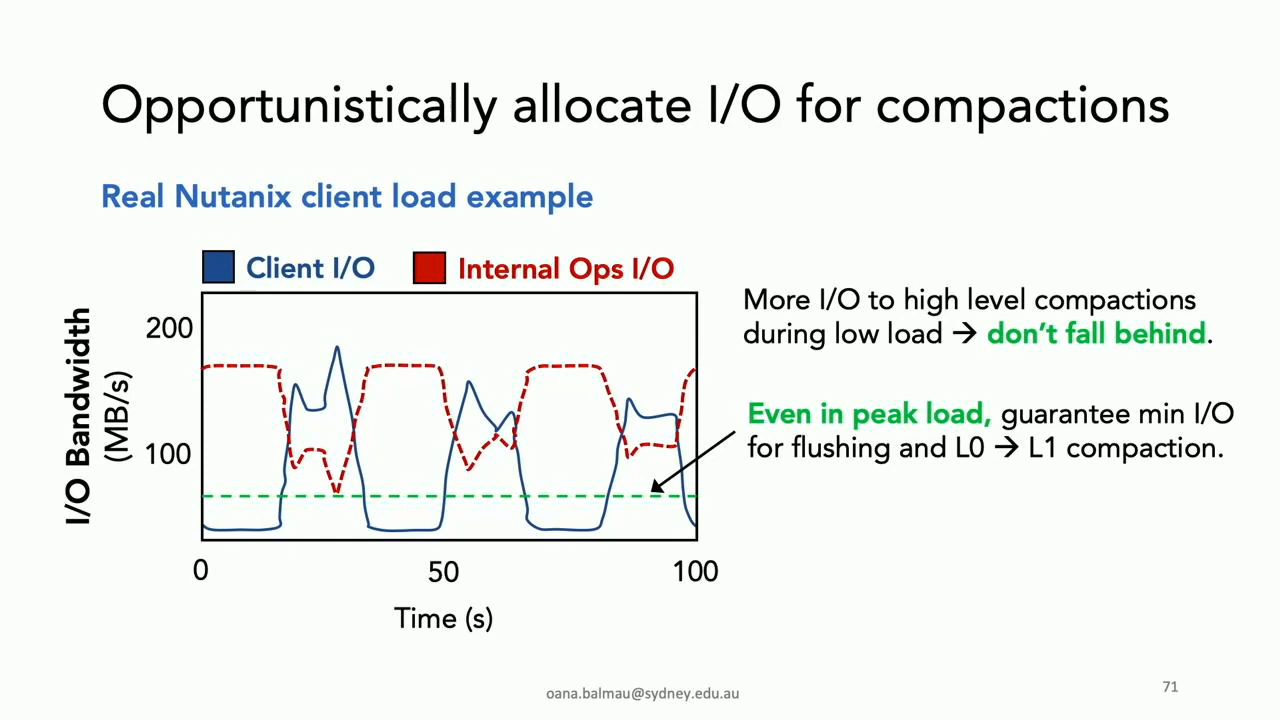 Opportunistically allocate I/O for compactions
Real Nutanix client load example
Client I/O
Internal Ops I/O
I/O Bandwidth
(MB/s)
200
100
0
50
100
Time (s)
More I/O to high level compactions
during low load → don't fall behind.
Even in peak load, guarantee min I/O
for flushing and L0 → L1 compaction.
oana.balmau@sydney.edu.au
71